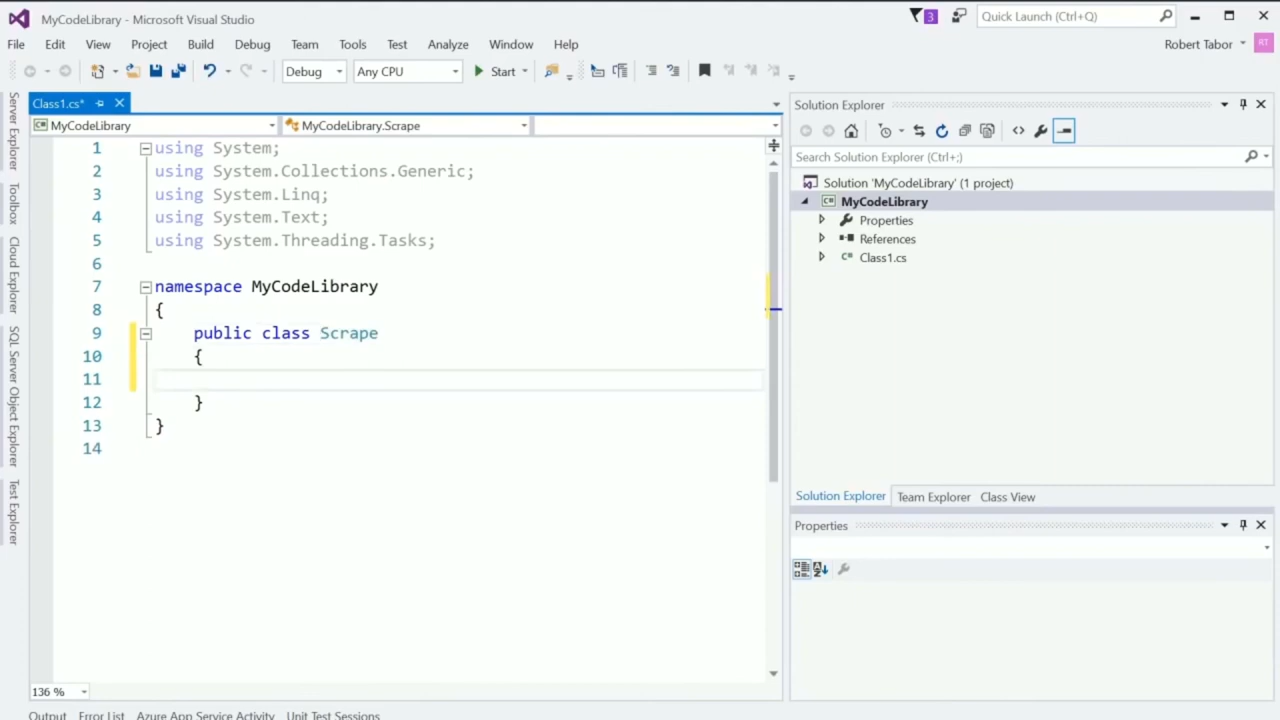 MyCodeLibrary - Microsoft Visual Studio
3
Quick Launch (Ctrl+Q)
File Edit View Project Build Debug Team Tools Test Analyze Window Help
Robert Tabor RT
Debug Any CPU Start
Server Explorer
Toolbox
Cloud Explorer
SQL Server Object Explorer
Test Explorer
Class1.cs*
MyCodeLibrary MyCodeLibrary.Scrape
1 using System;
2 using System.Collections.Generic;
3 using System.Linq;
4 using System.Text;
5 using System.Threading.Tasks;
6
7 namespace MyCodeLibrary
8 {
9 public class Scrape
10 {
11
12 }
13 }
14
136 %
Solution Explorer
Search Solution Explorer (Ctrl+;)
Solution 'MyCodeLibrary' (1 project)
C# MyCodeLibrary
Properties
References
C# Class1.cs
Solution Explorer Team Explorer Class View
Properties
Output Error List Azure App Service Activity Unit Test Sessions